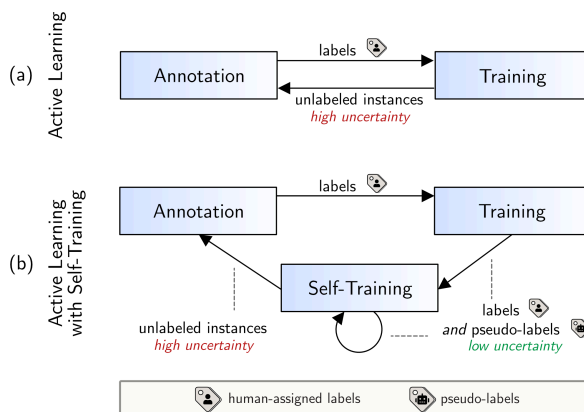 (a)
Active Learning
Annotation
labels
Training
unlabeled instances
high uncertainty
(b)
Active Learning
with Self-Training
Annotation
labels
Training
Self-Training
unlabeled instances
high uncertainty
labels
and pseudo-labels
low uncertainty
human-assigned labels
pseudo-labels